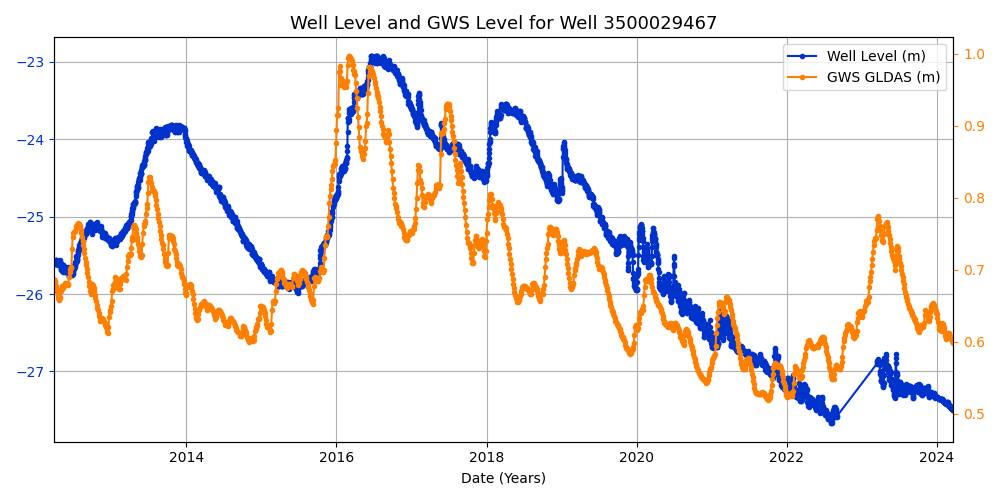 Well Level and GWS Level for Well 3500029467
Well Level (m)
GWS GLDAS (m)
−23
−24
−25
−26
−27
1.0
0.9
0.8
0.7
0.6
0.5
2014 2016 2018 2020 2022 2024
Date (Years)